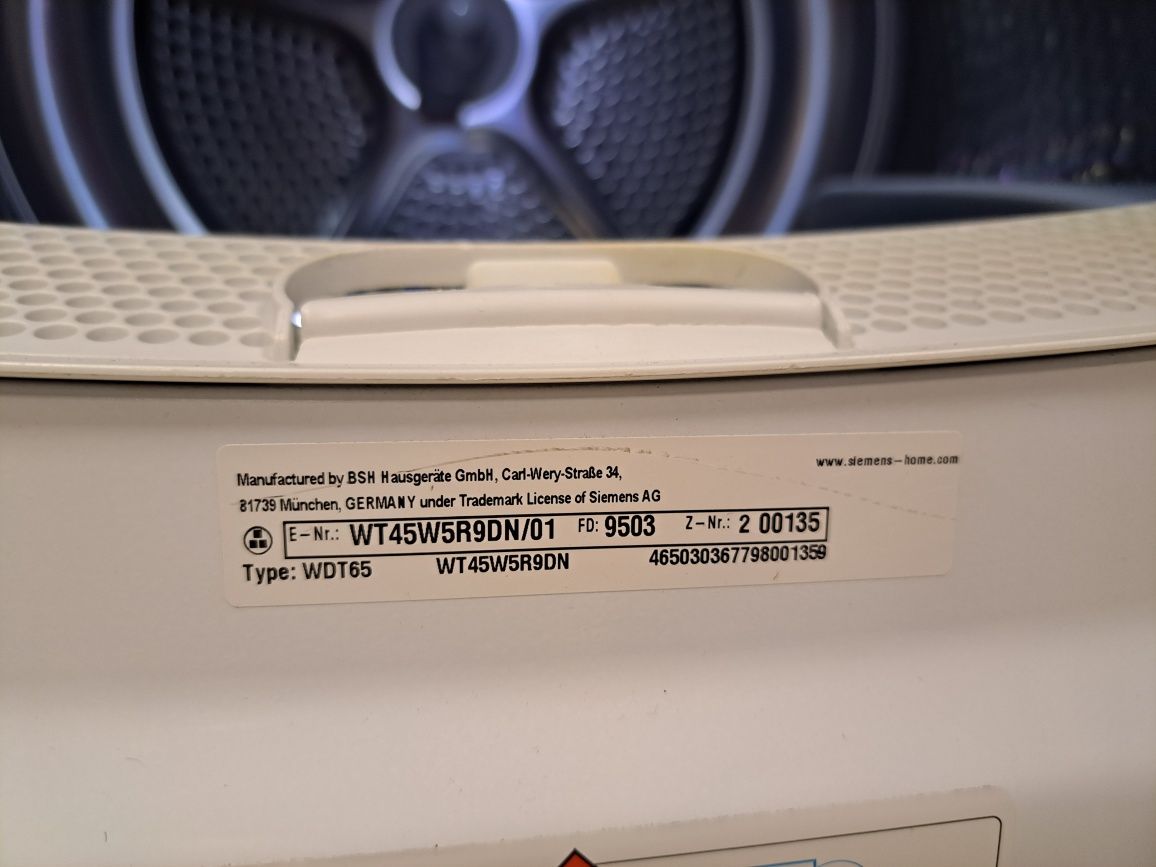 Manufactured by BSH Hausgeräte GmbH, Carl-Wery-Straße 34,
www.siemens-home.com
81739 München, GERMANY under Trademark License of Siemens AG
E-Nr.: WT45W5R9DN/01 FD: 9503 Z-Nr.: 2 00135
Type: WDT65 WT45W5R9DN 465030367798001359